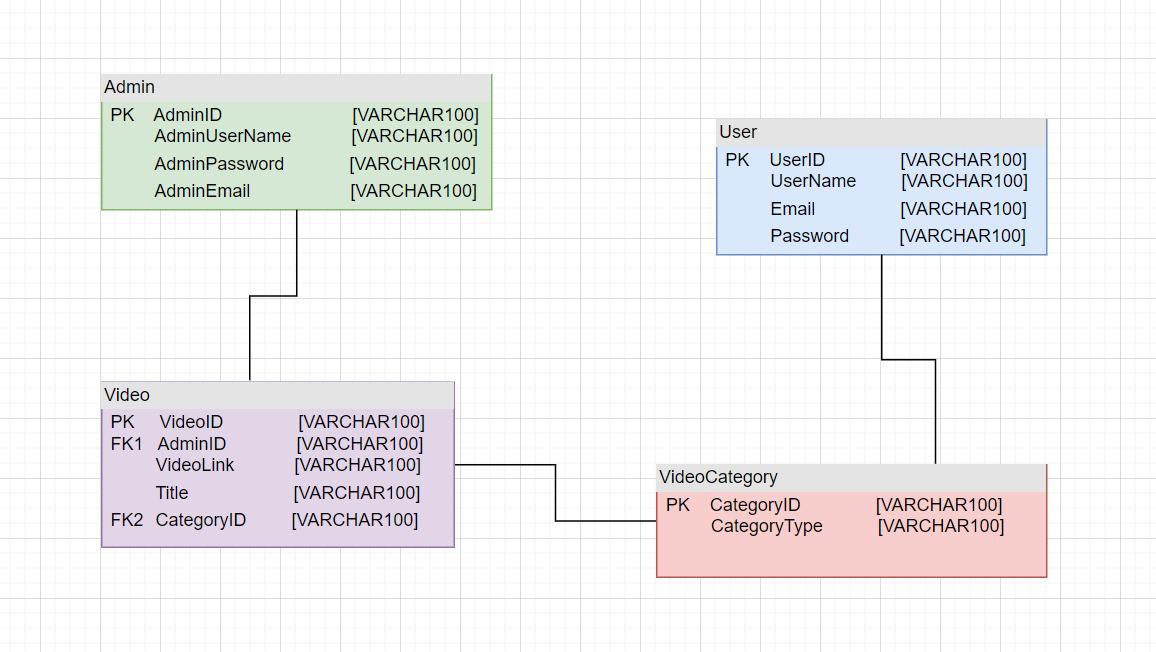 Admin
PK AdminID [VARCHAR100]
AdminUserName [VARCHAR100]
AdminPassword [VARCHAR100]
AdminEmail [VARCHAR100]
User
PK UserID [VARCHAR100]
UserName [VARCHAR100]
Email [VARCHAR100]
Password [VARCHAR100]
Video
PK VideoID [VARCHAR100]
FK1 AdminID [VARCHAR100]
VideoLink [VARCHAR100]
Title [VARCHAR100]
FK2 CategoryID [VARCHAR100]
VideoCategory
PK CategoryID [VARCHAR100]
CategoryType [VARCHAR100]